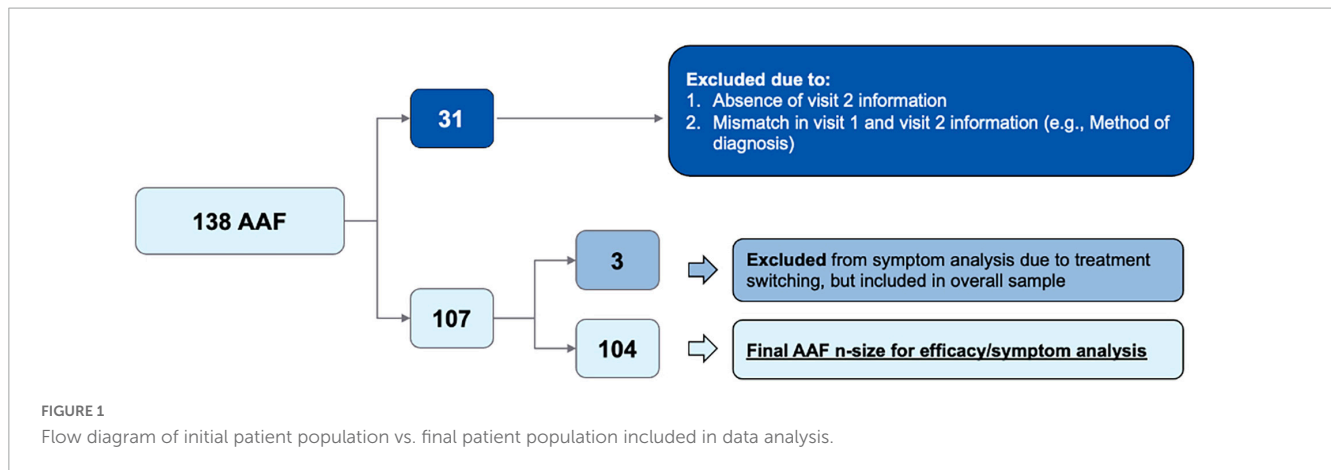 31
Excluded due to:
1. Absence of visit 2 information
2. Mismatch in visit 1 and visit 2 information (e.g., Method of
diagnosis)
138 AAF
3
Excluded from symptom analysis due to treatment
switching, but included in overall sample
107
104
Final AAF n-size for efficacy/symptom analysis
FIGURE 1
Flow diagram of initial patient population vs. final patient population included in data analysis.